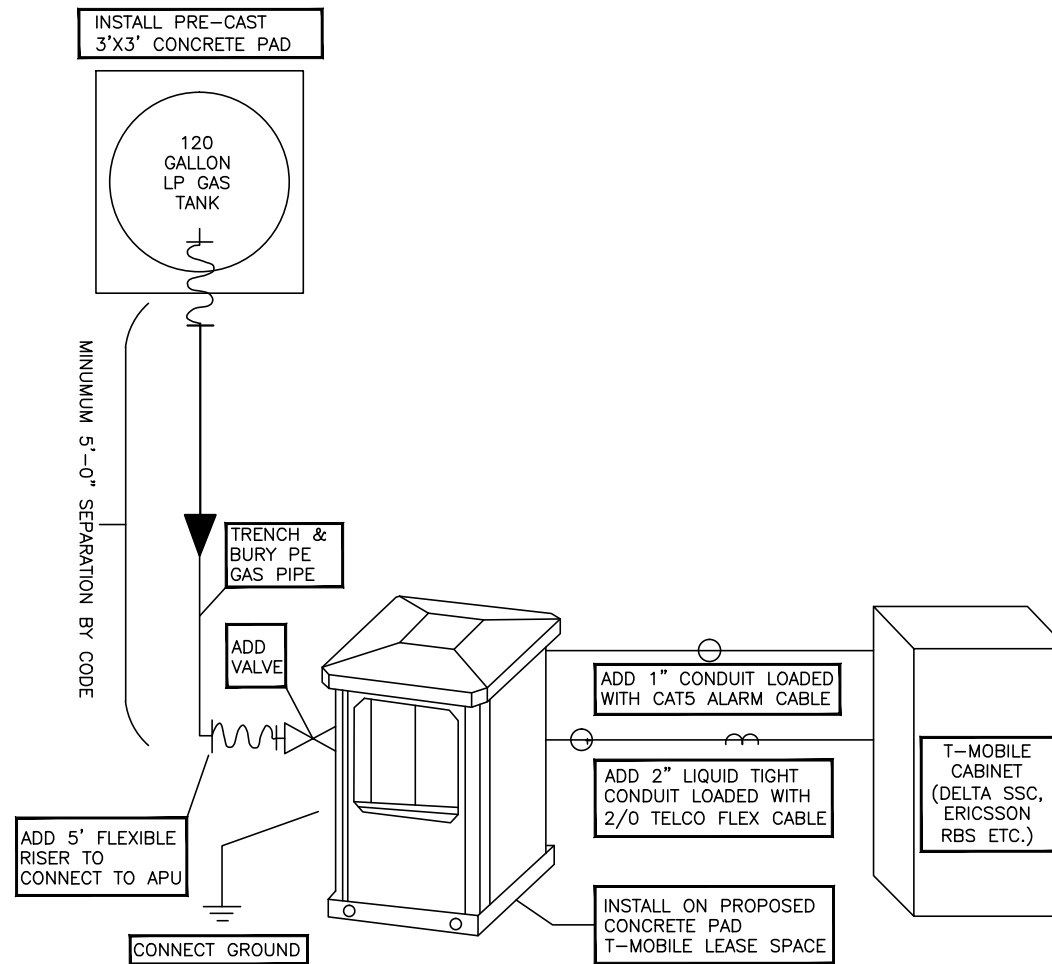 INSTALL PRE-CAST
3'X3' CONCRETE PAD
120
GALLON
LP GAS
TANK
MINUMUM 5'-0" SEPARATION BY CODE
TRENCH &
BURY PE
GAS PIPE
ADD
VALVE
ADD 1" CONDUIT LOADED
WITH CAT5 ALARM CABLE
ADD 2" LIQUID TIGHT
CONDUIT LOADED WITH
2/0 TELCO FLEX CABLE
T-MOBILE
CABINET
(DELTA SSC,
ERICSSON
RBS ETC.)
ADD 5' FLEXIBLE
RISER TO
CONNECT TO APU
INSTALL ON PROPOSED
CONCRETE PAD
T-MOBILE LEASE SPACE
CONNECT GROUND